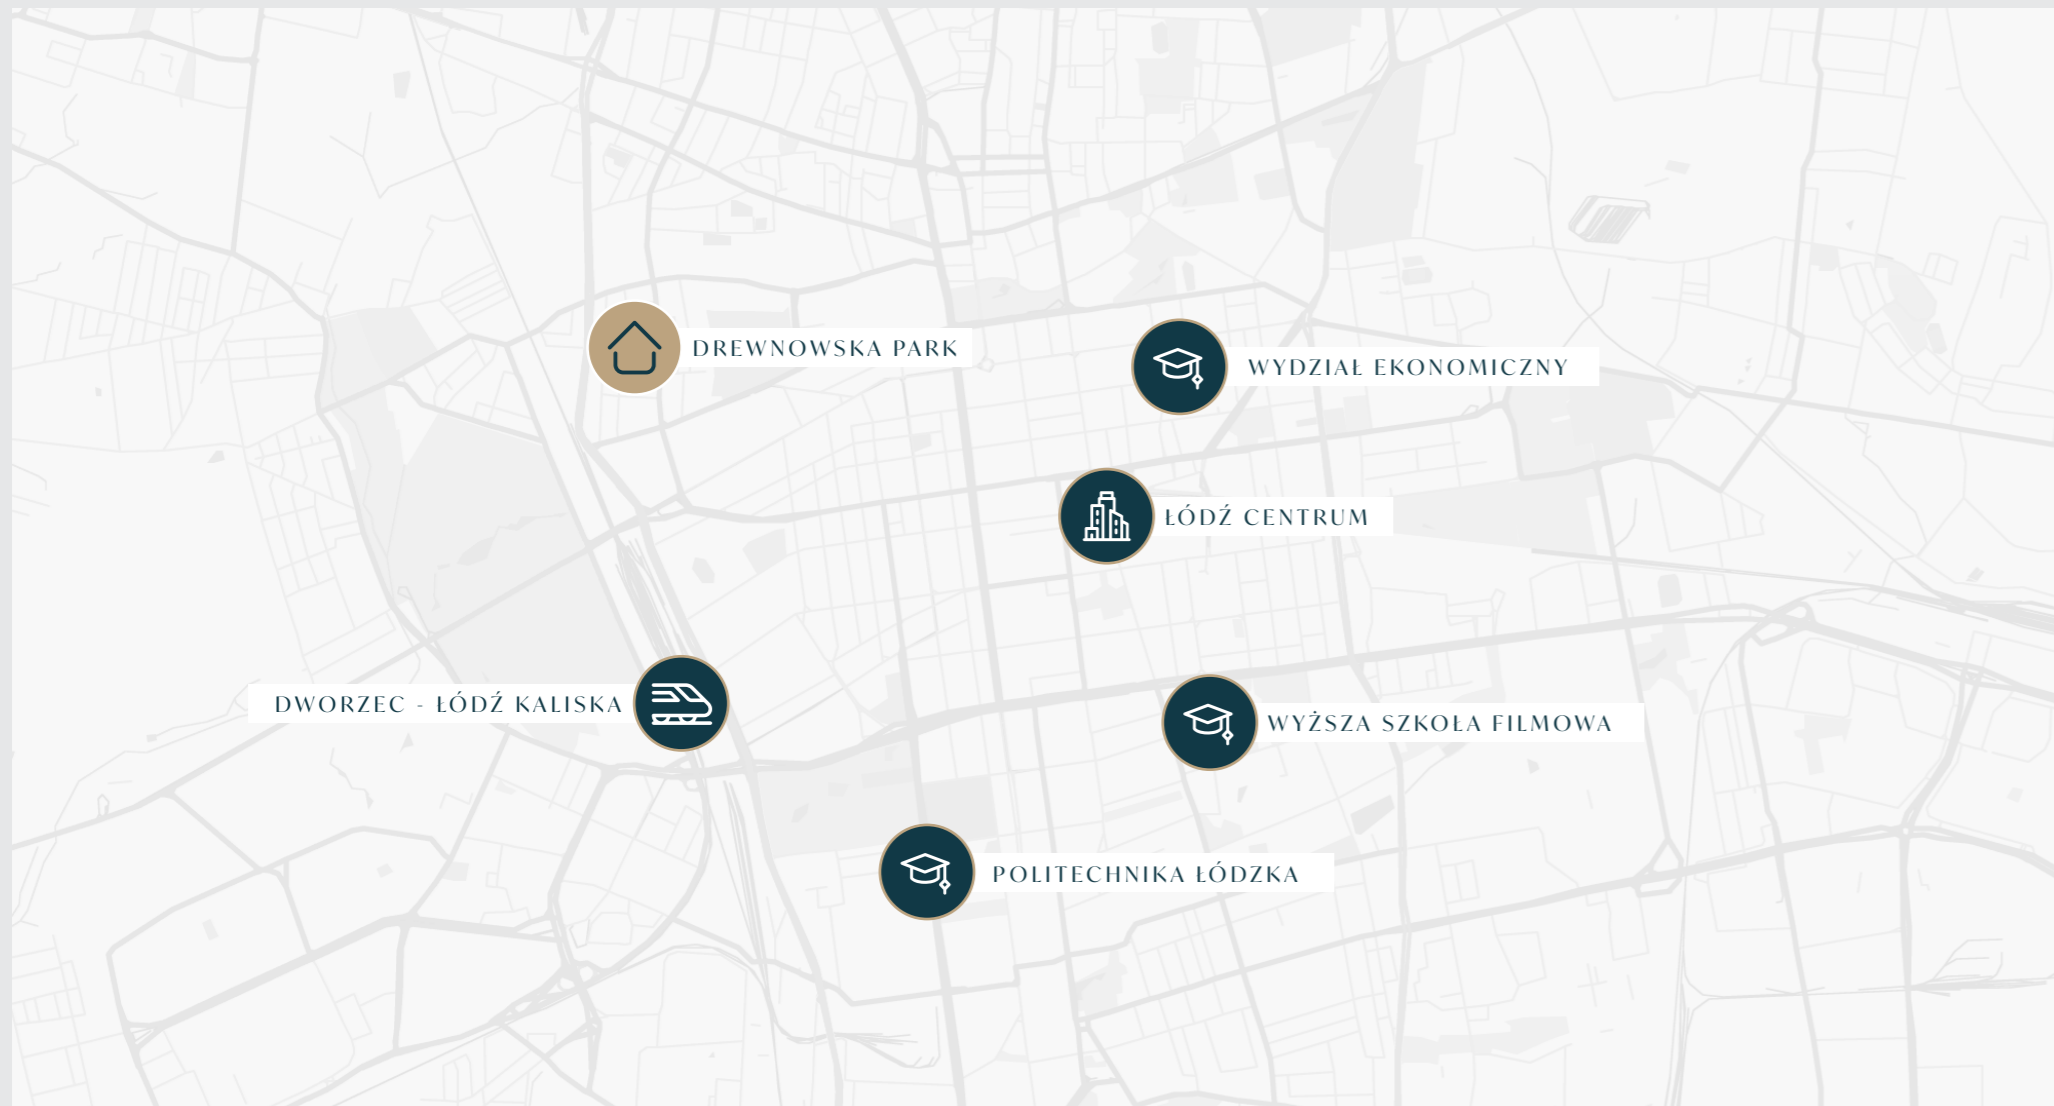 DREWNOWSKA PARK
WYDZIAŁ EKONOMICZNY
ŁÓDŹ CENTRUM
DWORZEC - ŁÓDŹ KALISKA
WYŻSZA SZKOŁA FILMOWA
POLITECHNIKA ŁÓDZKA